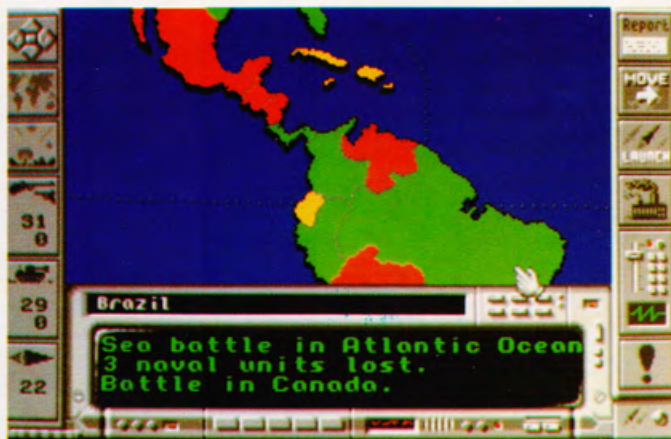 Report
MOVE
LAUNCH
31
0
29
0
22
Brazil
Sea battle in Atlantic Ocean
3 naval units lost.
Battle in Canada.
!